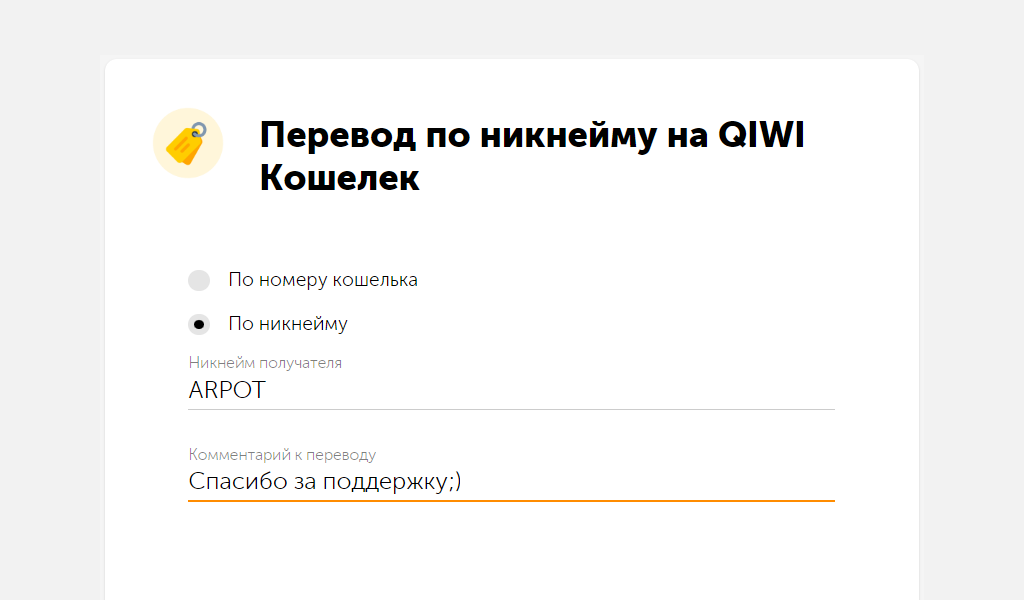 Перевод по никнейму на QIWI
Кошелек
По номеру кошелька
По никнейму
Никнейм получателя
ARPOT
Комментарий к переводу
Спасибо за поддержку;)